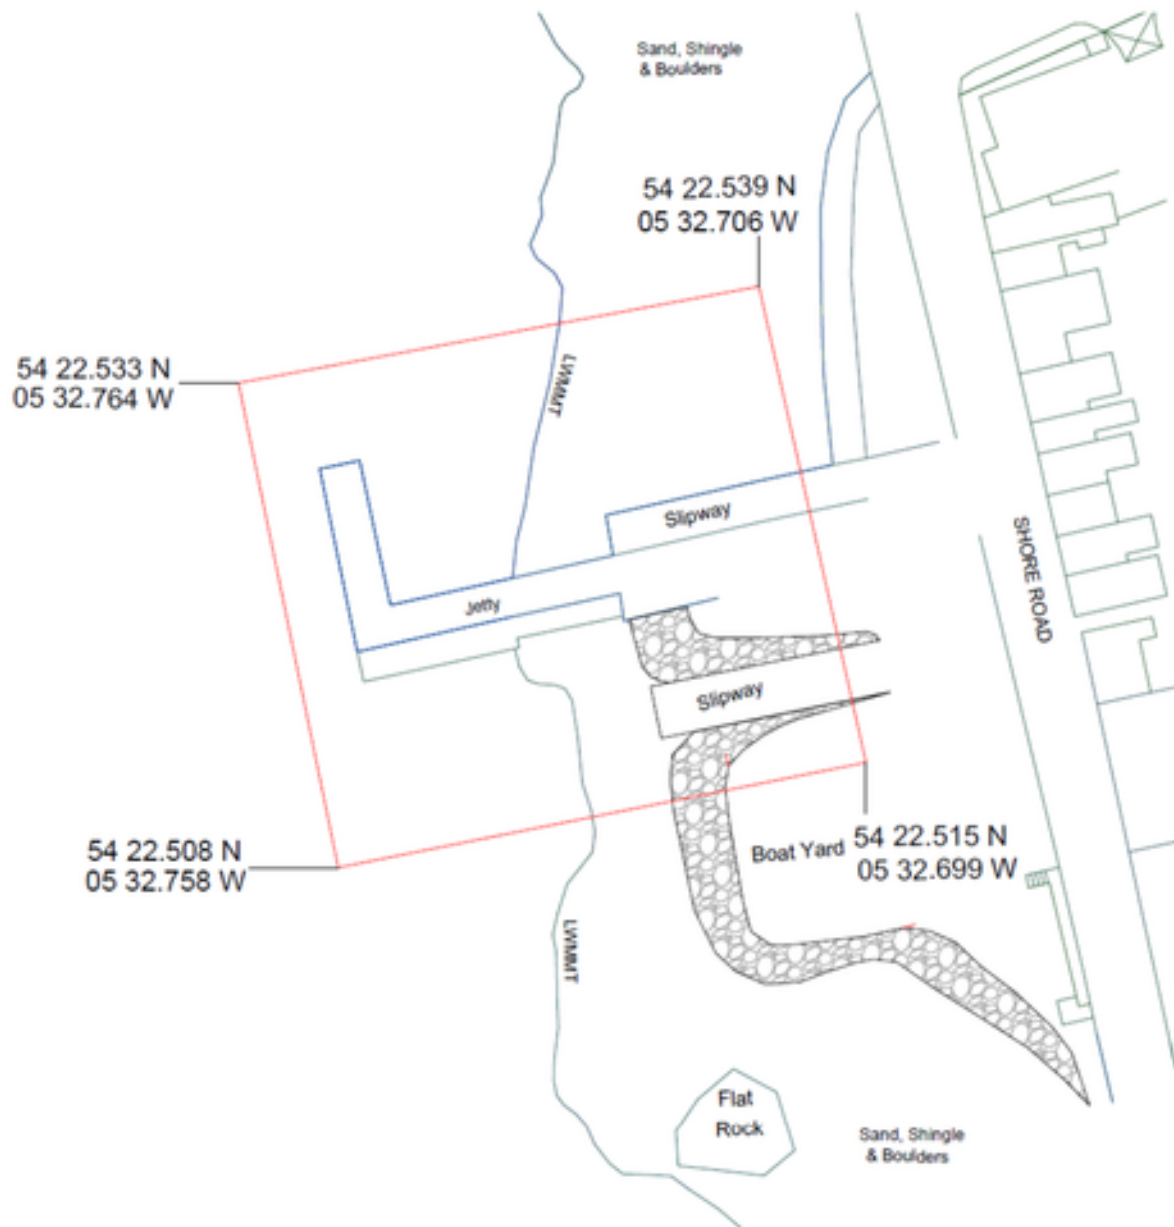 Sand, Shingle
& Boulders
54 22.539 N
05 32.706 W
54 22.533 N
05 32.764 W
LWMMT
Slipway
SHORE ROAD
Jetty
Slipway
54 22.508 N
05 32.758 W
Boat Yard
54 22.515 N
05 32.699 W
LWMMT
Flat
Rock
Sand, Shingle
& Boulders